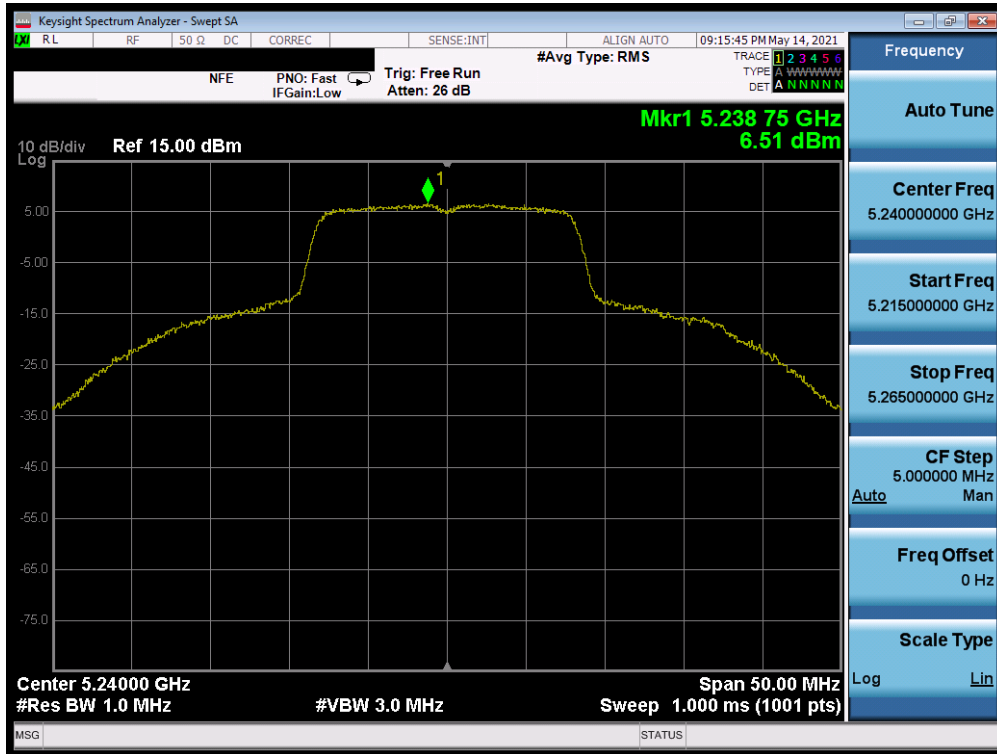 Keysight Spectrum Analyzer - Swept SA
LXI RL RF 50 Ω DC CORREC SENSE:INT ALIGN AUTO 09:15:45 PM May 14, 2021
#Avg Type: RMS TRACE 1 2 3 4 5 6
NFE PNO: Fast Trig: Free Run TYPE A WWWWW
IFGain:Low Atten: 26 dB DET A N N N N N
Mkr1 5.238 75 GHz
6.51 dBm
10 dB/div Ref 15.00 dBm
Log
1
5.00
-5.00
-15.0
-25.0
-35.0
-45.0
-55.0
-65.0
-75.0
Center 5.24000 GHz Span 50.00 MHz
#Res BW 1.0 MHz #VBW 3.0 MHz Sweep 1.000 ms (1001 pts)
MSG STATUS
Frequency
Auto Tune
Center Freq
5.240000000 GHz
Start Freq
5.215000000 GHz
Stop Freq
5.265000000 GHz
CF Step
5.000000 MHz
Auto Man
Freq Offset
0 Hz
Scale Type
Log Lin